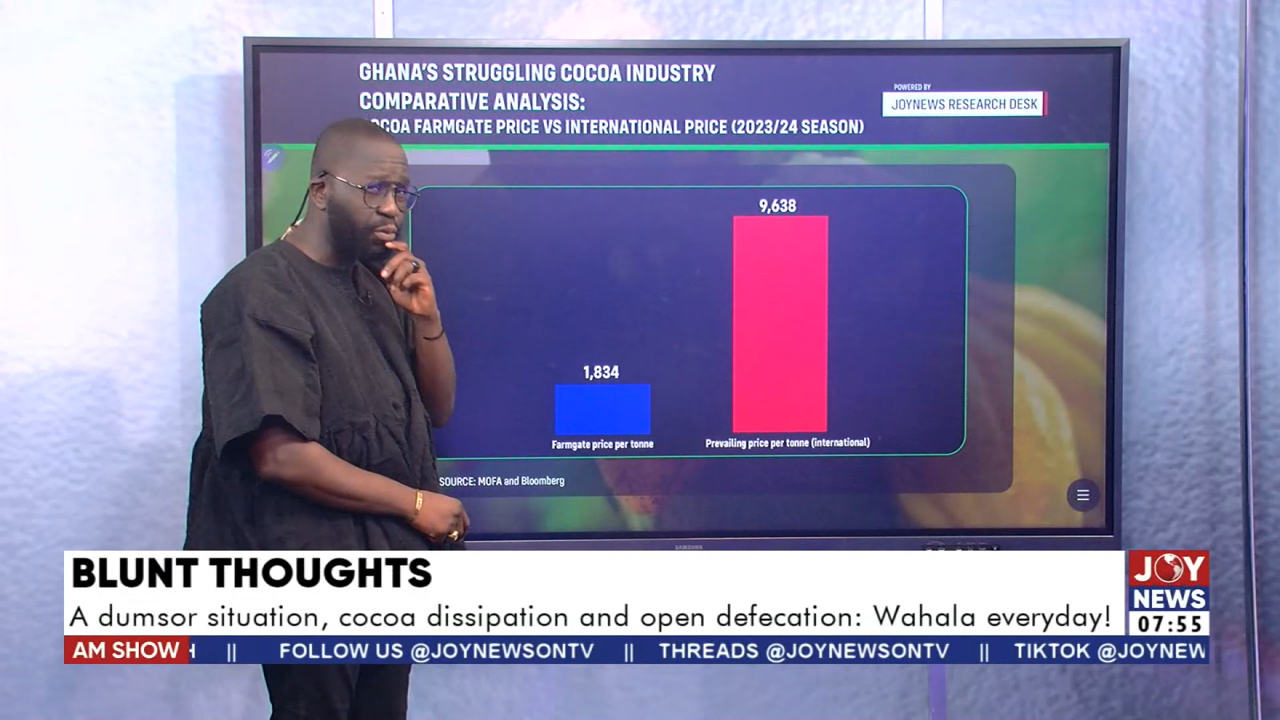 GHANA'S STRUGGLING COCOA INDUSTRY
COMPARATIVE ANALYSIS:
COCOA FARMGATE PRICE VS INTERNATIONAL PRICE (2023/24 SEASON)
POWERED BY
JOYNEWS RESEARCH DESK
9,638
1,834
Farmgate price per tonne
Prevailing price per tonne (international)
SOURCE: MOFA and Bloomberg
SAMSUNG
BLUNT THOUGHTS
A dumsor situation, cocoa dissipation and open defecation: Wahala everyday!
JOY
NEWS
07:55
AM SHOW
H || FOLLOW US @JOYNEWSONTV || THREADS @JOYNEWSONTV || TIKTOK @JOYNEW